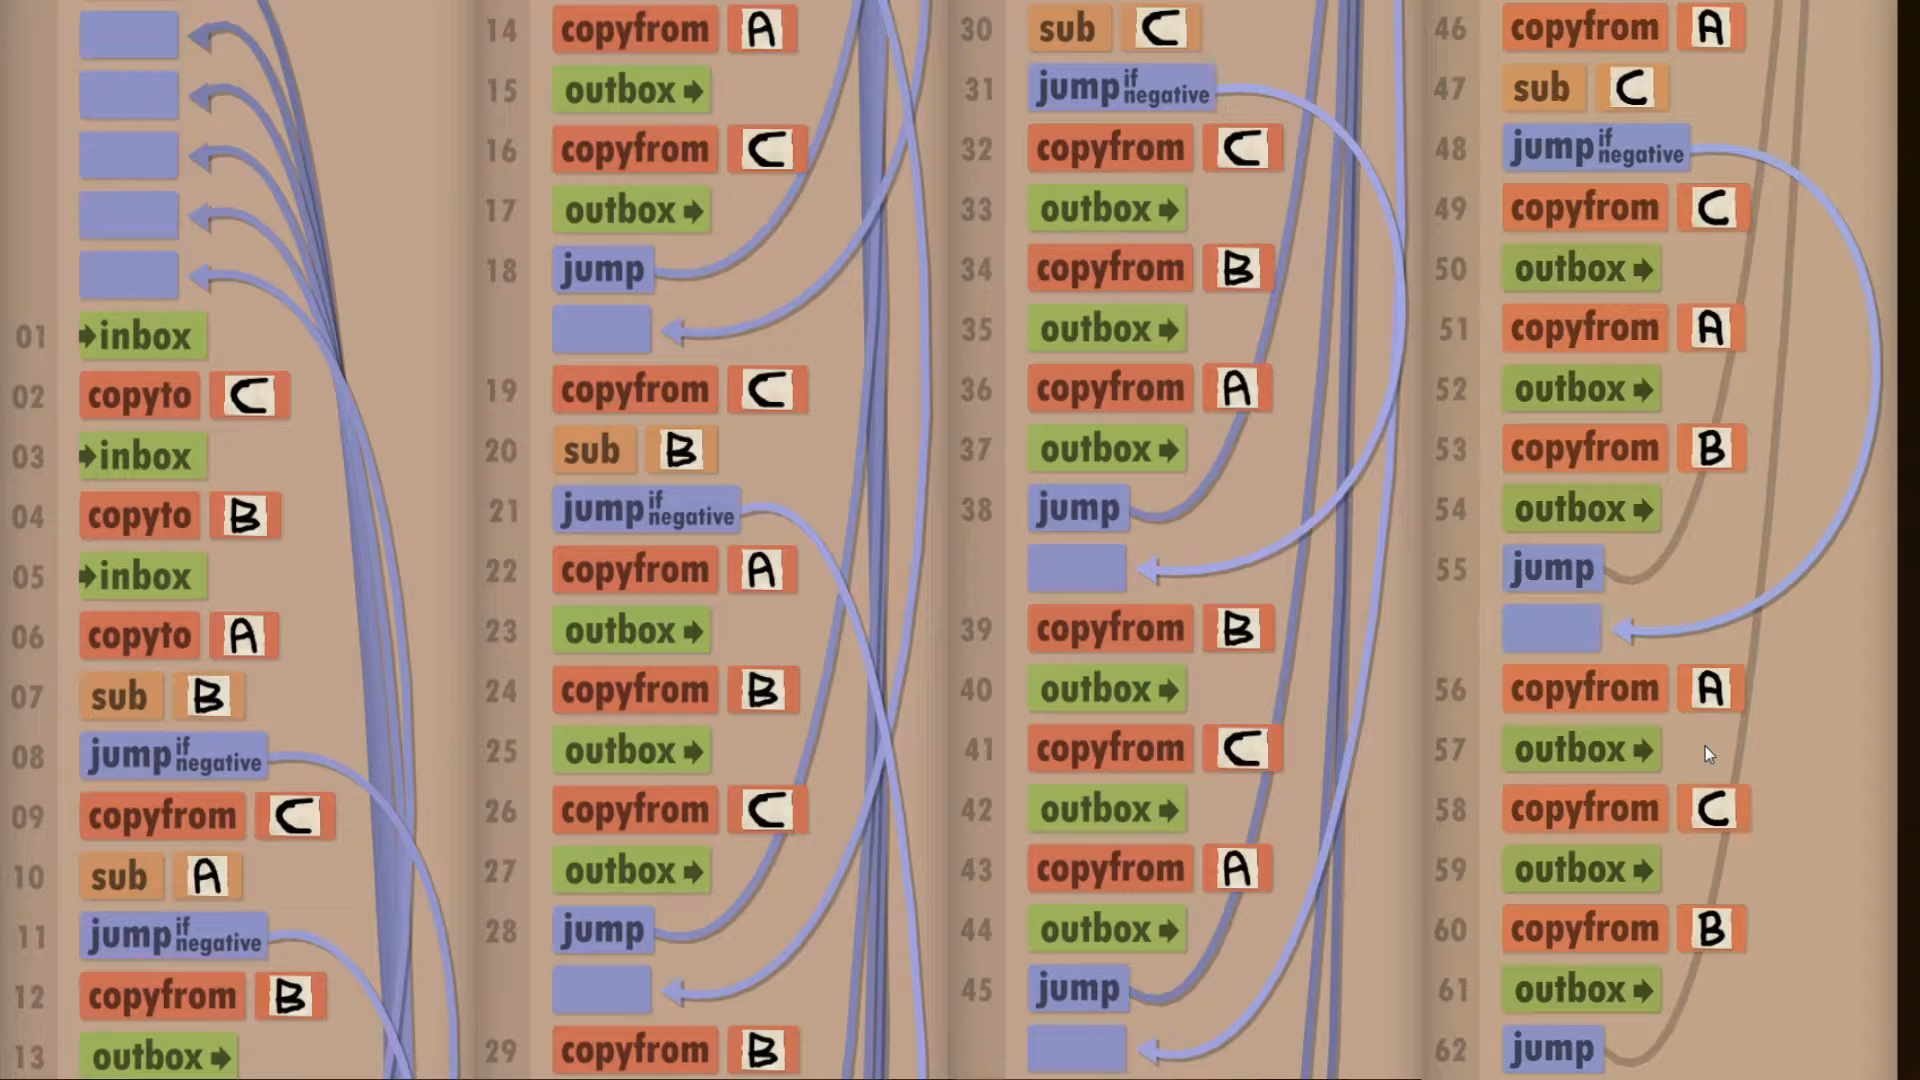 01 inbox
02 copyto C
03 inbox
04 copyto B
05 inbox
06 copyto A
07 sub B
08 jump if negative
09 copyfrom C
10 sub A
11 jump if negative
12 copyfrom B
13 outbox
14 copyfrom A
15 outbox
16 copyfrom C
17 outbox
18 jump
19 copyfrom C
20 sub B
21 jump if negative
22 copyfrom A
23 outbox
24 copyfrom B
25 outbox
26 copyfrom C
27 outbox
28 jump
29 copyfrom B
30 sub C
31 jump if negative
32 copyfrom C
33 outbox
34 copyfrom B
35 outbox
36 copyfrom A
37 outbox
38 jump
39 copyfrom B
40 outbox
41 copyfrom C
42 outbox
43 copyfrom A
44 outbox
45 jump
46 copyfrom A
47 sub C
48 jump if negative
49 copyfrom C
50 outbox
51 copyfrom A
52 outbox
53 copyfrom B
54 outbox
55 jump
56 copyfrom A
57 outbox
58 copyfrom C
59 outbox
60 copyfrom B
61 outbox
62 jump